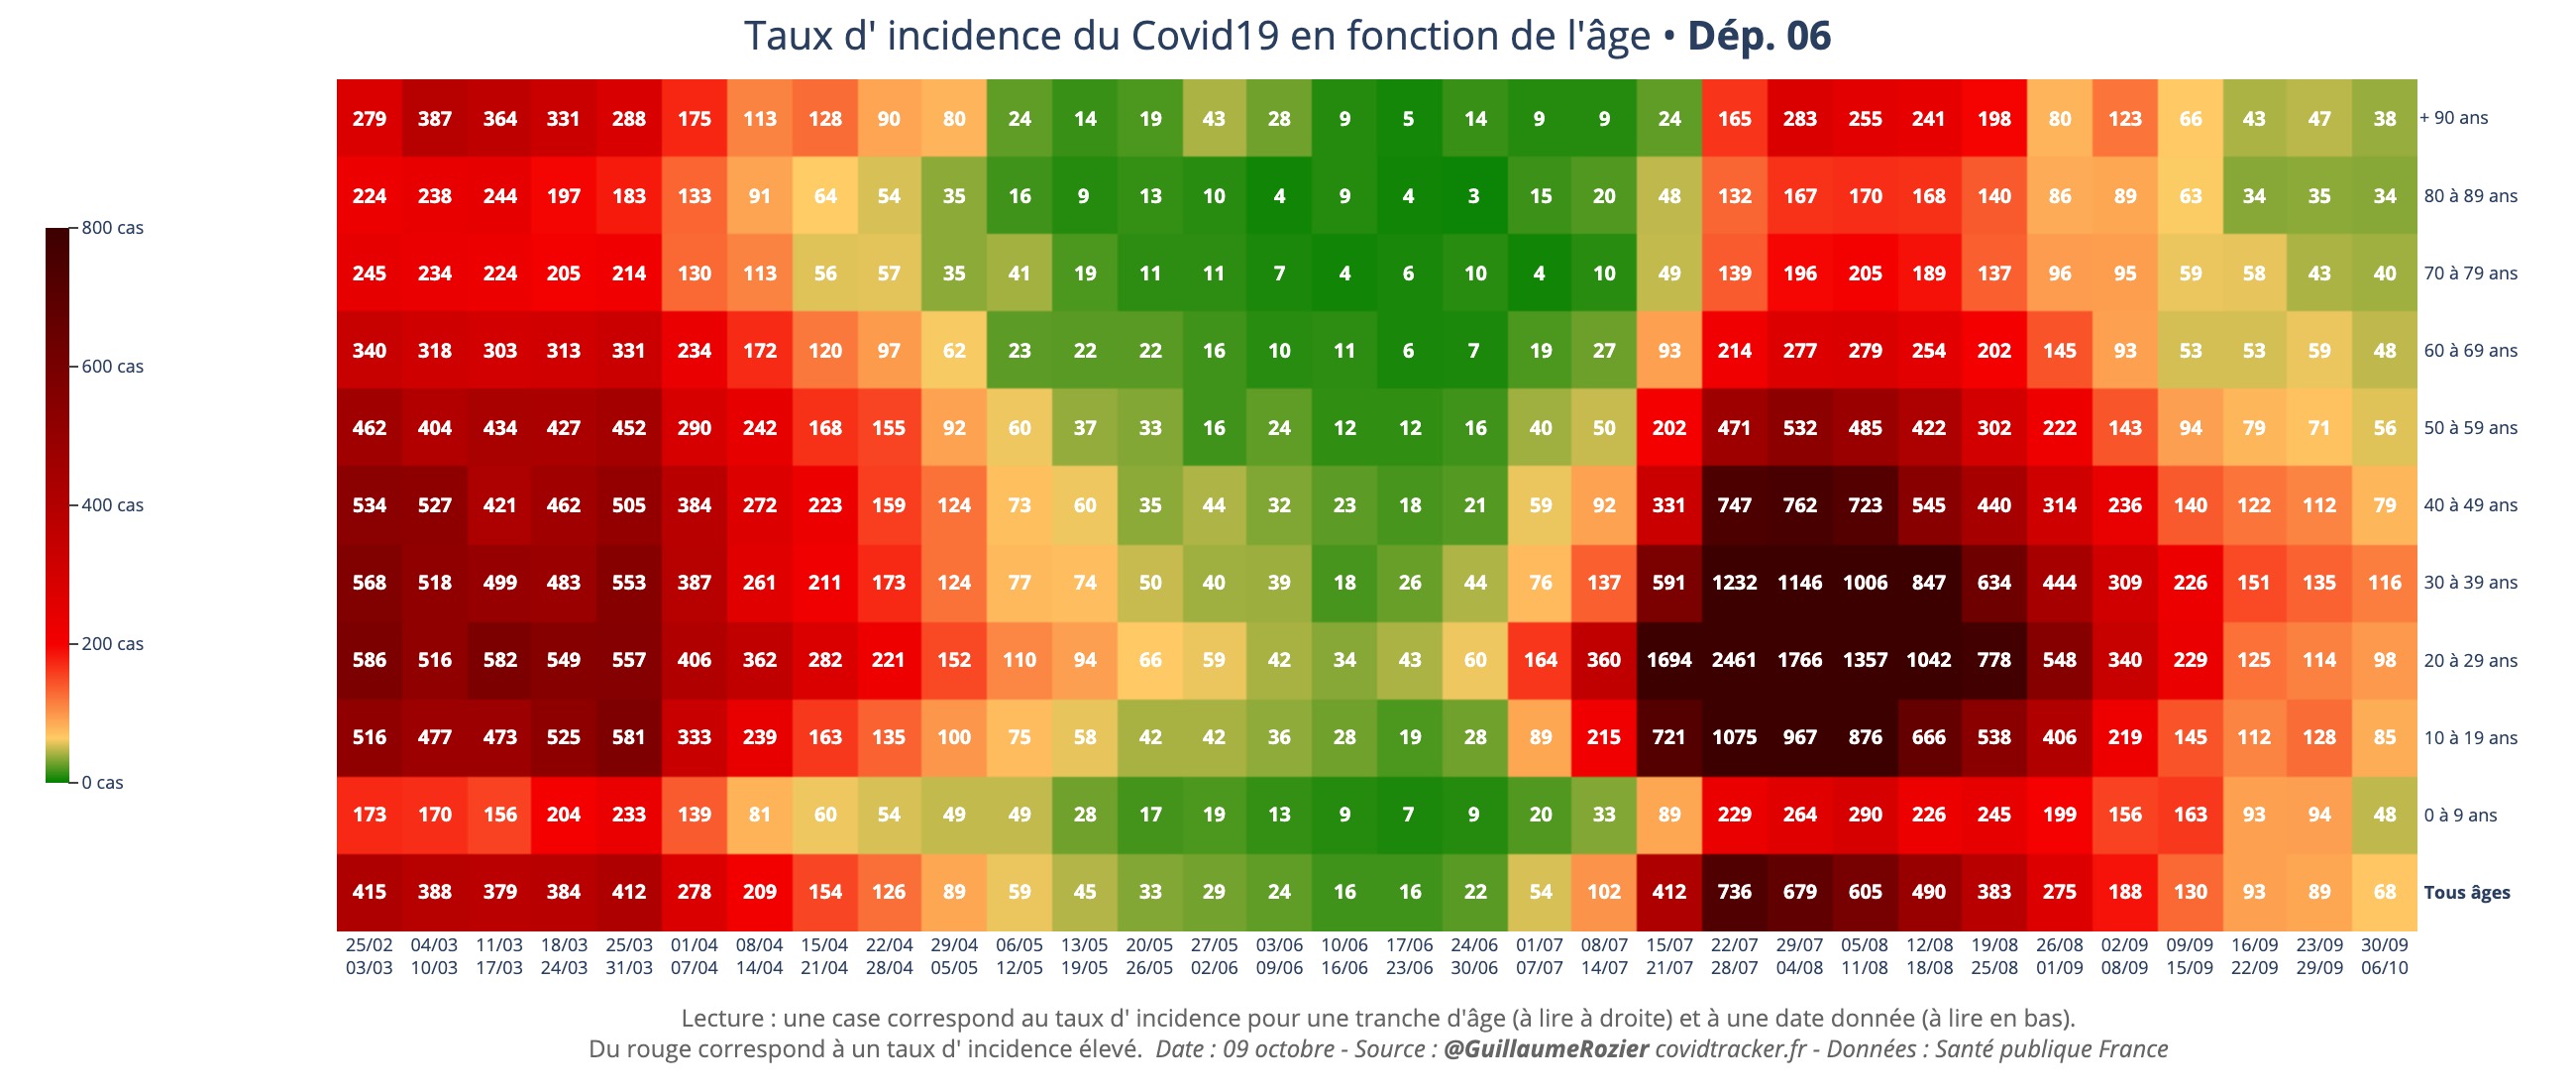 Taux d' incidence du Covid19 en fonction de l'âge • Dép. 06
800 cas
600 cas
400 cas
200 cas
0 cas
279 387 364 331 288 175 113 128 90 80 24 14 19 43 28 9 5 14 9 9 24 165 283 255 241 198 80 123 66 43 47 38 + 90 ans
224 238 244 197 183 133 91 64 54 35 16 9 13 10 4 9 4 3 15 20 48 132 167 170 168 140 86 89 63 34 35 34 80 à 89 ans
245 234 224 205 214 130 113 56 57 35 41 19 11 11 7 4 6 10 4 10 49 139 196 205 189 137 96 95 59 58 43 40 70 à 79 ans
340 318 303 313 331 234 172 120 97 62 23 22 22 16 10 11 6 7 19 27 93 214 277 279 254 202 145 93 53 53 59 48 60 à 69 ans
462 404 434 427 452 290 242 168 155 92 60 37 33 16 24 12 12 16 40 50 202 471 532 485 422 302 222 143 94 79 71 56 50 à 59 ans
534 527 421 462 505 384 272 223 159 124 73 60 35 44 32 23 18 21 59 92 331 747 762 723 545 440 314 236 140 122 112 79 40 à 49 ans
568 518 499 483 553 387 261 211 173 124 77 74 50 40 39 18 26 44 76 137 591 1232 1146 1006 847 634 444 309 226 151 135 116 30 à 39 ans
586 516 582 549 557 406 362 282 221 152 110 94 66 59 42 34 43 60 164 360 1694 2461 1766 1357 1042 778 548 340 229 125 114 98 20 à 29 ans
516 477 473 525 581 333 239 163 135 100 75 58 42 42 36 28 19 28 89 215 721 1075 967 876 666 538 406 219 145 112 128 85 10 à 19 ans
173 170 156 204 233 139 81 60 54 49 49 28 17 19 13 9 7 9 20 33 89 229 264 290 226 245 199 156 163 93 94 48 0 à 9 ans
415 388 379 384 412 278 209 154 126 89 59 45 33 29 24 16 16 22 54 102 412 736 679 605 490 383 275 188 130 93 89 68 Tous âges
25/02 04/03 11/03 18/03 25/03 01/04 08/04 15/04 22/04 29/04 06/05 13/05 20/05 27/05 03/06 10/06 17/06 24/06 01/07 08/07 15/07 22/07 29/07 05/08 12/08 19/08 26/08 02/09 09/09 16/09 23/09 30/09
03/03 10/03 17/03 24/03 31/03 07/04 14/04 21/04 28/04 05/05 12/05 19/05 26/05 02/06 09/06 16/06 23/06 30/06 07/07 14/07 21/07 28/07 04/08 11/08 18/08 25/08 01/09 08/09 15/09 22/09 29/09 06/10
Lecture : une case correspond au taux d' incidence pour une tranche d'âge (à lire à droite) et à une date donnée (à lire en bas).
Du rouge correspond à un taux d' incidence élevé. Date : 09 octobre - Source : @GuillaumeRozier covidtracker.fr - Données : Santé publique France